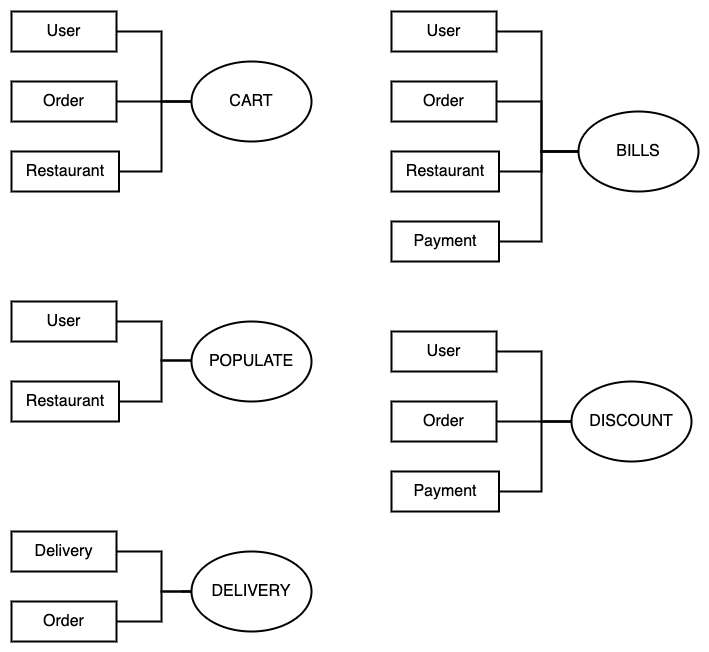 User
Order
CART
Restaurant
User
Order
Restaurant
BILLS
Payment
User
POPULATE
Restaurant
User
Order
DISCOUNT
Payment
Delivery
DELIVERY
Order